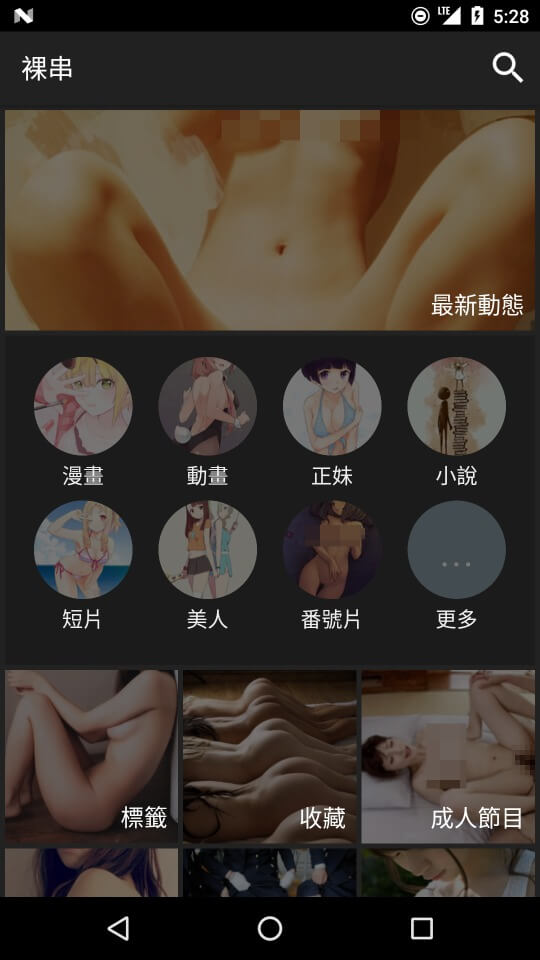 LTE 5:28
裸串
最新動態
漫畫 動畫 正妹 小說
短片 美人 番號片 更多
標籤 收藏 成人節目